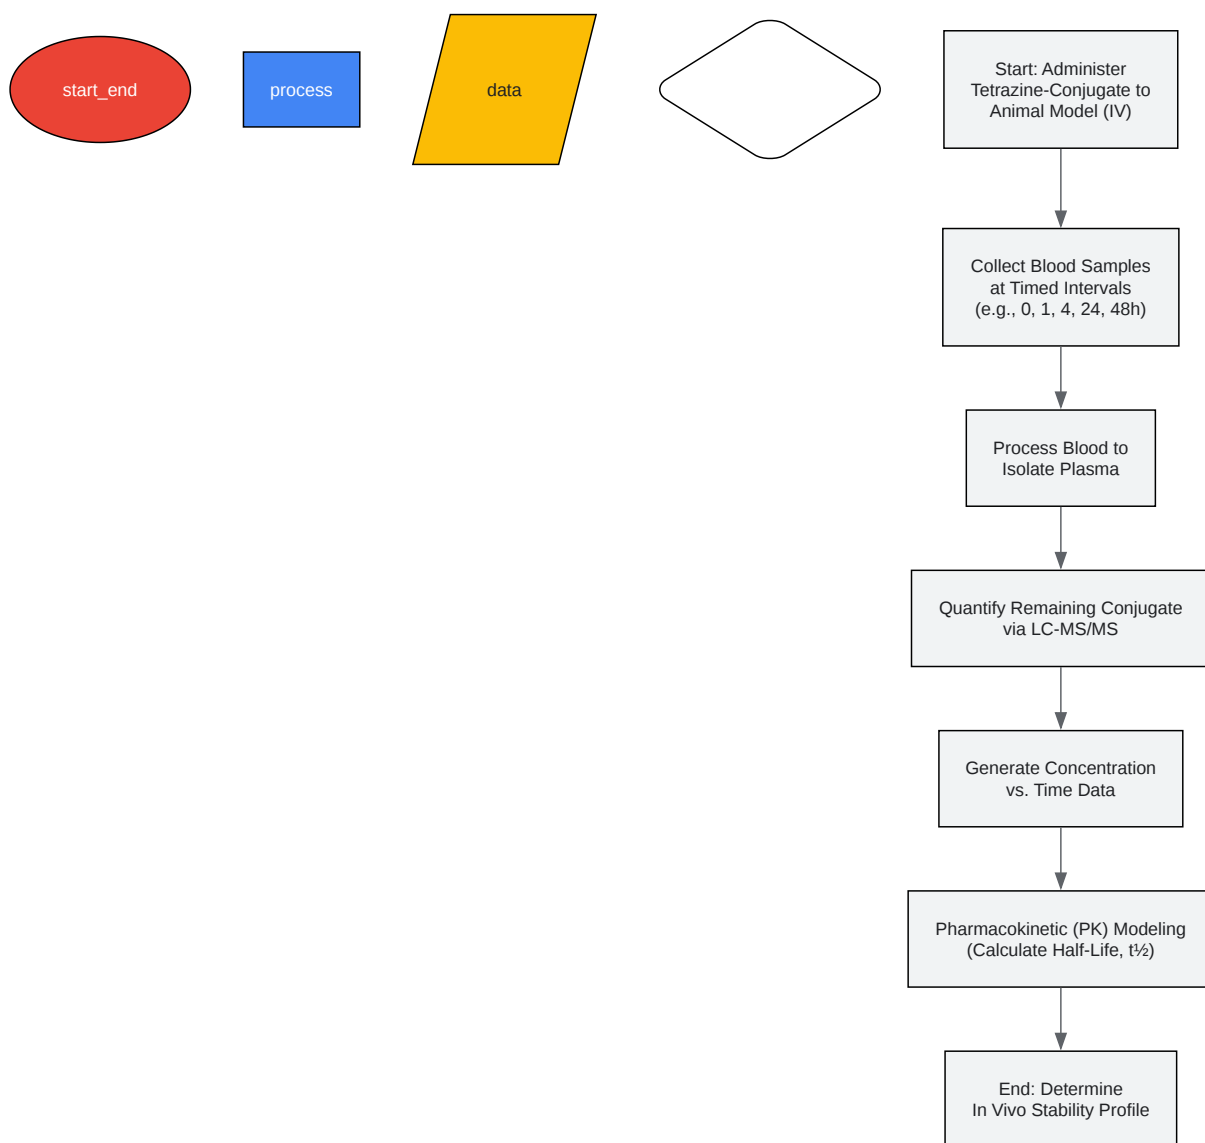 start_end
process
data
Start: Administer
Tetrazine-Conjugate to
Animal Model (IV)
Collect Blood Samples
at Timed Intervals
(e.g., 0, 1, 4, 24, 48h)
Process Blood to
Isolate Plasma
Quantify Remaining Conjugate
via LC-MS/MS
Generate Concentration
vs. Time Data
Pharmacokinetic (PK) Modeling
(Calculate Half-Life, t½)
End: Determine
In Vivo Stability Profile